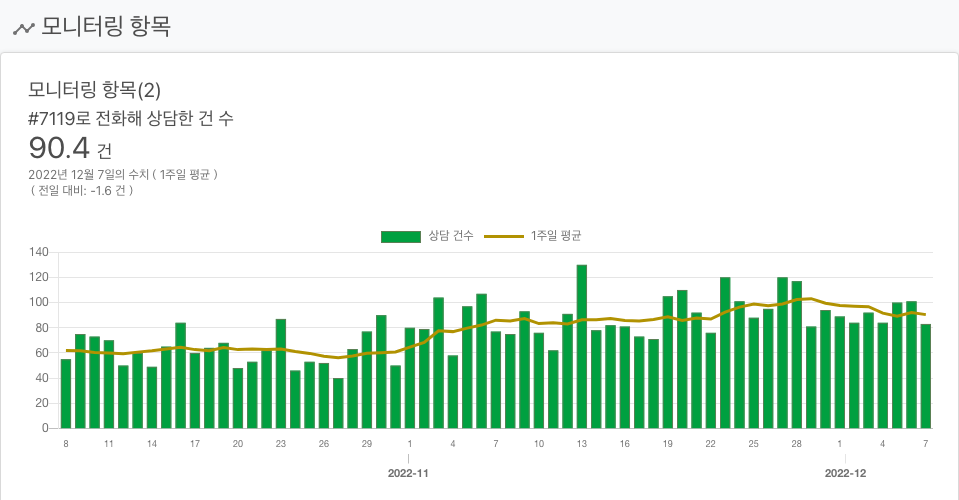 모니터링 항목
모니터링 항목(2)
#7119로 전화해 상담한 건 수
90.4 건
2022년 12월 7일의 수치 ( 1주일 평균 )
( 전일 대비: -1.6 건 )
상담 건수 1주일 평균
140
120
100
80
60
40
20
0
8 11 14 17 20 23 26 29 1 4 7 10 13 16 19 22 25 28 1 4 7
2022-11 2022-12